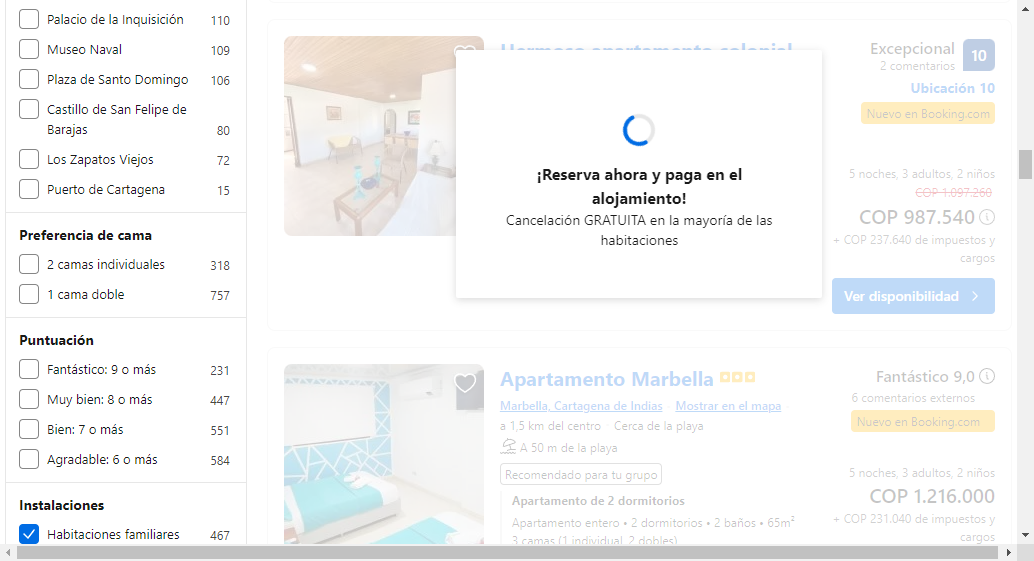 Palacio de la Inquisición 110
Museo Naval 109
Plaza de Santo Domingo 106
Castillo de San Felipe de
Barajas 80
Los Zapatos Viejos 72
Puerto de Cartagena 15
Preferencia de cama
2 camas individuales 318
1 cama doble 757
Puntuación
Fantástico: 9 o más 231
Muy bien: 8 o más 447
Bien: 7 o más 551
Agradable: 6 o más 584
Instalaciones
Habitaciones familiares 467
Hermoso apartamento colonial
Excepcional 10
2 comentarios
Ubicación 10
Nuevo en Booking.com
5 noches, 3 adultos, 2 niños
COP 1.097.260
COP 987.540
+ COP 237.640 de impuestos y
cargos
Ver disponibilidad
¡Reserva ahora y paga en el
alojamiento!
Cancelación GRATUITA en la mayoría de las
habitaciones
Apartamento Marbella
Marbella, Cartagena de Indias · Mostrar en el mapa ·
a 1,5 km del centro · Cerca de la playa
A 50 m de la playa
Recomendado para tu grupo
Apartamento de 2 dormitorios
Apartamento entero • 2 dormitorios • 2 baños • 65m²
3 camas (1 individual, 2 dobles)
Fantástico 9,0
6 comentarios externos
Nuevo en Booking.com
5 noches, 3 adultos, 2 niños
COP 1.216.000
+ COP 231.040 de impuestos y
cargos